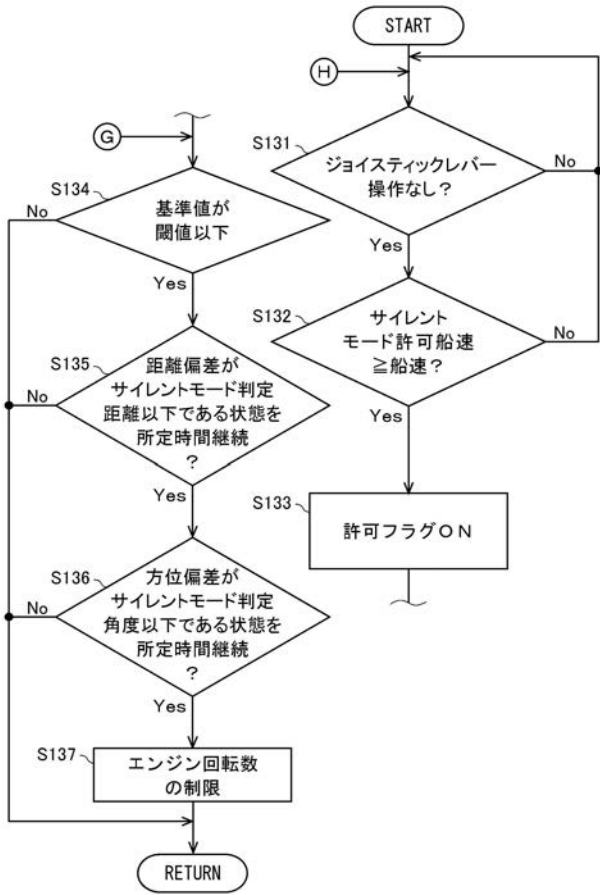 START
H
S131
ジョイスティックレバー
操作なし?
No
Yes
S132
サイレント
モード許可船速
≧船速?
No
Yes
S133
許可フラグON
G
S134
基準値が
閾値以下
No
Yes
S135
距離偏差が
サイレントモード判定
距離以下である状態を
所定時間継続
?
No
Yes
S136
方位偏差が
サイレントモード判定
角度以下である状態を
所定時間継続
?
No
Yes
S137
エンジン回転数
の制限
RETURN